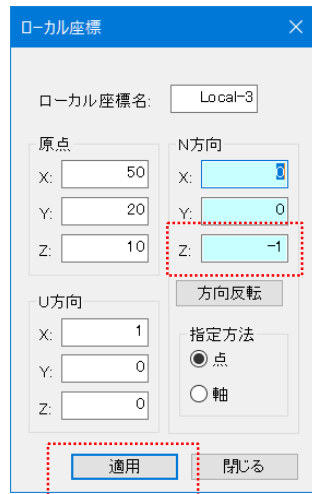 ローカル座標
ローカル座標名: Local-3
原点
X: 50
Y: 20
Z: 10
N方向
X: 0
Y: 0
Z: -1
方向反転
U方向
X: 1
Y: 0
Z: 0
指定方法
点
軸
適用
閉じる